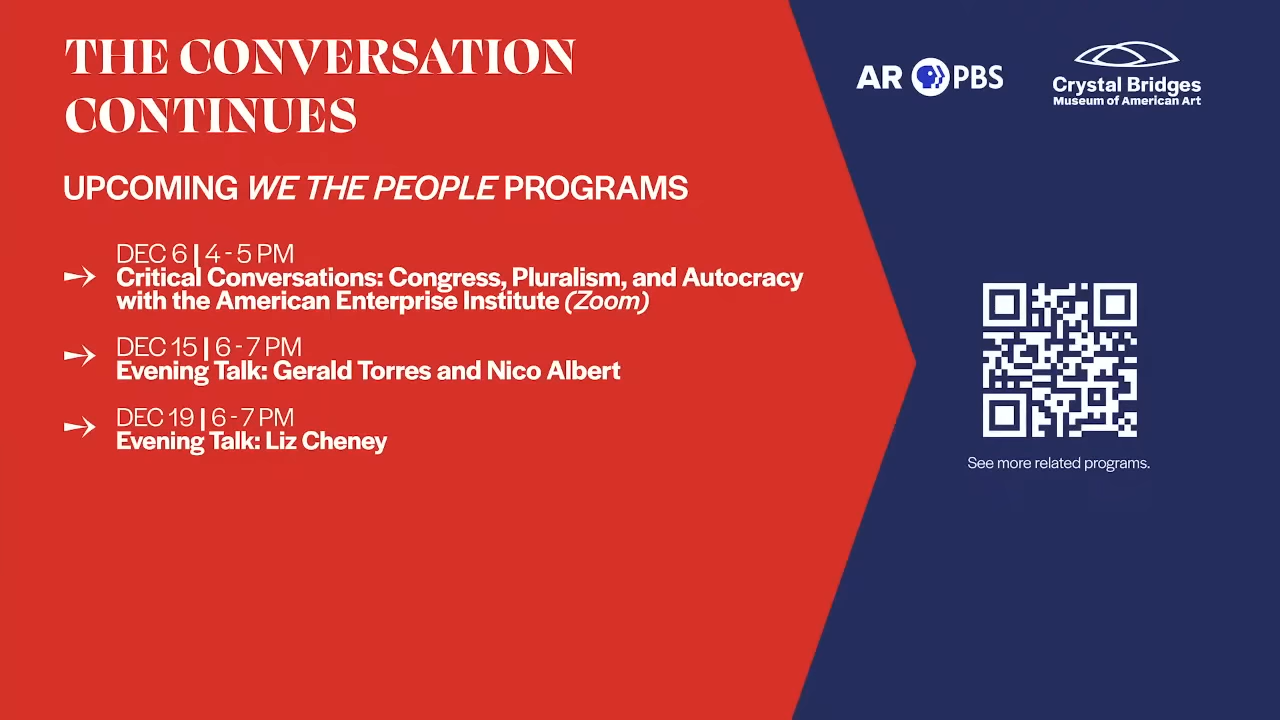 THE CONVERSATION
CONTINUES
UPCOMING WE THE PEOPLE PROGRAMS
DEC 6 | 4 - 5 PM
Critical Conversations: Congress, Pluralism, and Autocracy
with the American Enterprise Institute (Zoom)
DEC 15 | 6 - 7 PM
Evening Talk: Gerald Torres and Nico Albert
DEC 19 | 6 - 7 PM
Evening Talk: Liz Cheney
AR PBS
Crystal Bridges
Museum of American Art
See more related programs.